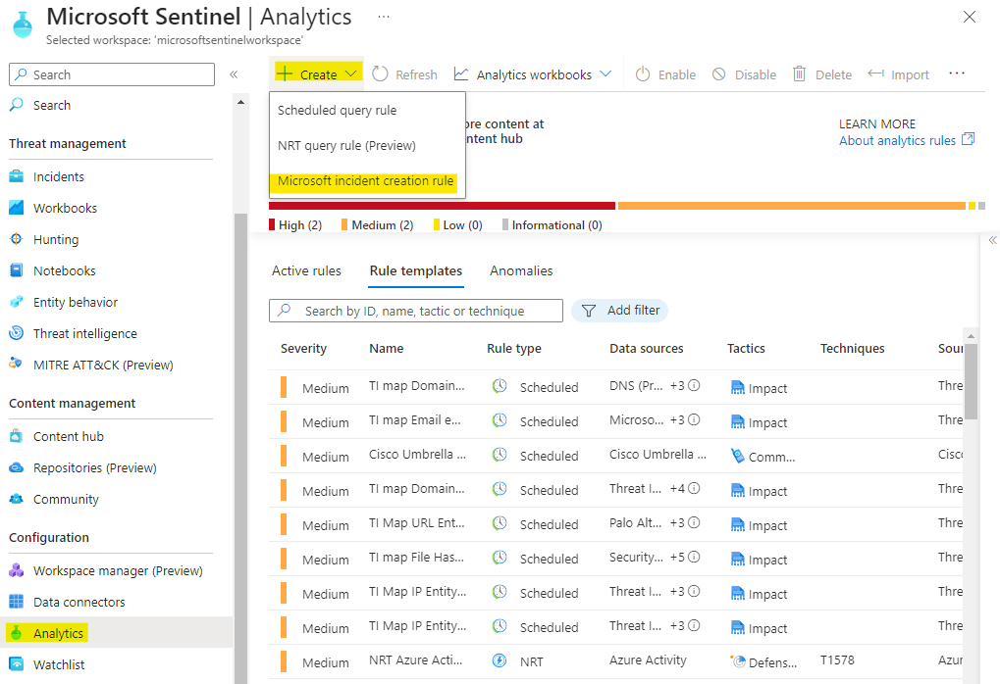 Microsoft Sentinel | Analytics ...
Selected workspace: 'microsoftsentinelworkspace'
Search
Search
Threat management
Incidents
Workbooks
Hunting
Notebooks
Entity behavior
Threat intelligence
MITRE ATT&CK (Preview)
Content management
Content hub
Repositories (Preview)
Community
Configuration
Workspace manager (Preview)
Data connectors
Analytics
Watchlist
Create Refresh Analytics workbooks Enable Disable Delete Import ...
Scheduled query rule
NRT query rule (Preview)
Microsoft incident creation rule
ore content at
ntent hub
LEARN MORE
About analytics rules
High (2) Medium (2) Low (0) Informational (0)
Active rules Rule templates Anomalies
Search by ID, name, tactic or technique Add filter
Severity Name Rule type Data sources Tactics Techniques Sour
Medium TI map Domain... Scheduled DNS (Pr... +3 Impact Thre
Medium TI map Email e... Scheduled Microso... +3 Impact Thre
Medium Cisco Umbrella ... Scheduled Cisco Umbrella ... Comm... Cisc
Medium TI map Domain... Scheduled Threat I... +4 Impact Thre
Medium TI Map URL Ent... Scheduled Palo Alt... +3 Impact Thre
Medium TI map File Has... Scheduled Security... +5 Impact Thre
Medium TI Map IP Entity... Scheduled Threat I... +3 Impact Thre
Medium TI Map IP Entity... Scheduled Threat I... +3 Impact Thre
Medium NRT Azure Acti... NRT Azure Activity Defens... T1578 Azur